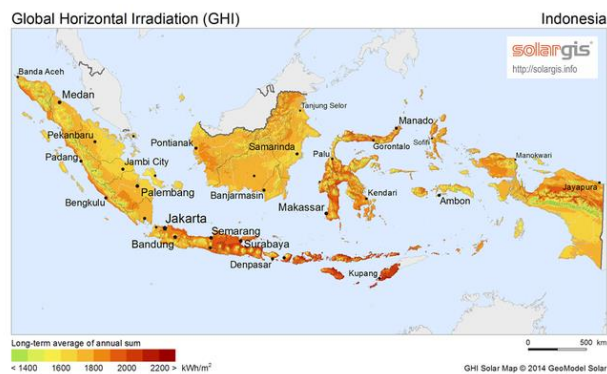 Global Horizontal Irradiation (GHI)
Indonesia
solargis
http://solargis.info
Banda Aceh
Medan
Tanjung Selor
Manado
Pekanbaru
Pontianak
Samarinda
Palu
Gorontalo
Sofifi
Manokwari
Padang
Jambi City
Jayapura
Bengkulu
Palembang
Banjarmasin
Kendari
Makassar
Ambon
Jakarta
Semarang
Bandung
Surabaya
Denpasar
Kupang
Long-term average of annual sum
< 1400 1600 1800 2000 2200 > kWh/m²
0 500 km
GHI Solar Map © 2014 GeoModel Solar